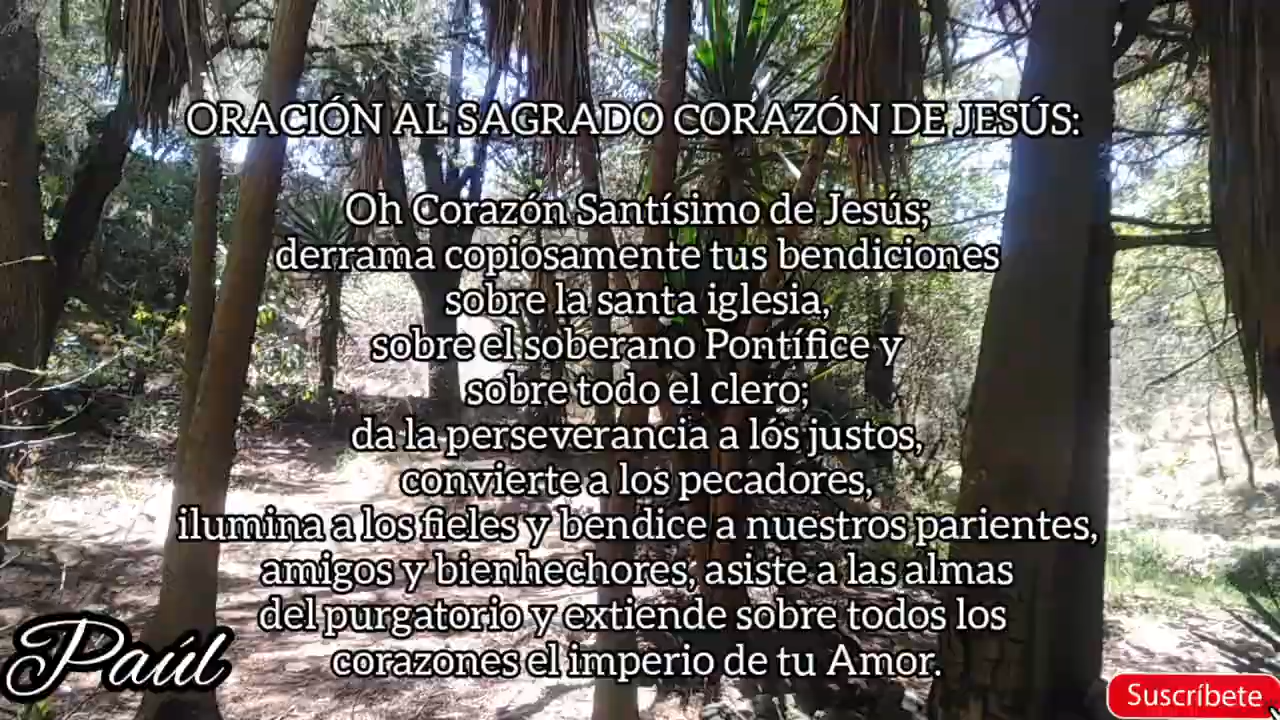 ORACIÓN AL SAGRADO CORAZÓN DE JESÚS:
Oh Corazón Santísimo de Jesús;
derrama copiosamente tus bendiciones
sobre la santa iglesia,
sobre el soberano Pontífice y
sobre todo el clero;
da la perseverancia a lós justos,
convierte a los pecadores,
ilumina a los fieles y bendice a nuestros parientes,
amigos y bienhechores, asiste a las almas
del purgatorio y extiende sobre todos los
corazones el imperio de tu Amor.
Paúl
Suscríbete